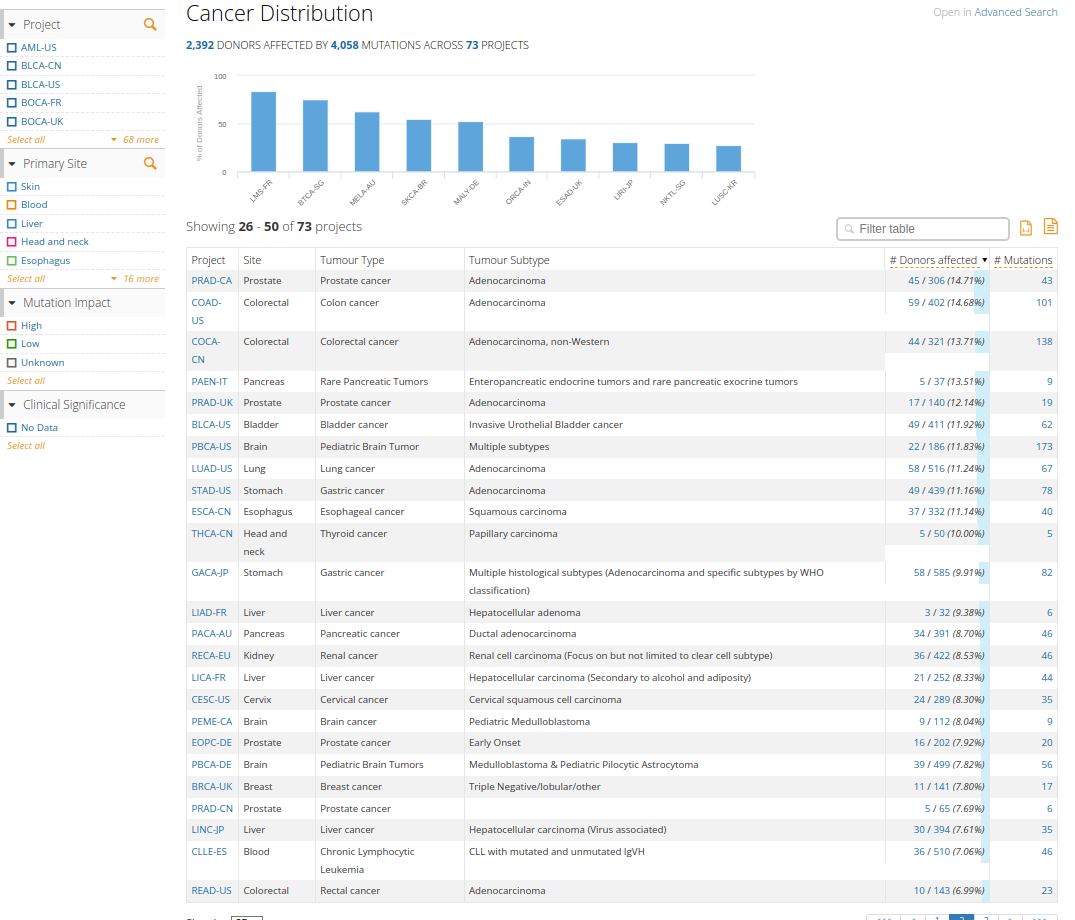 Project
AML-US
BLCA-CN
BLCA-US
BOCA-FR
BOCA-UK
Select all 68 more
Primary Site
Skin
Blood
Liver
Head and neck
Esophagus
Select all 16 more
Mutation Impact
High
Low
Unknown
Select all
Clinical Significance
No Data
Select all
Cancer Distribution
Open in Advanced Search
2,392 DONORS AFFECTED BY 4,058 MUTATIONS ACROSS 73 PROJECTS
% of Donors Affected
100
50
0
LMS-FR
BTCA-SG
MELA-AU
SKCA-BR
MALY-DE
ORCA-IN
ESAD-UK
LIRI-JP
NKTL-SG
LUSC-KR
Showing 26 - 50 of 73 projects
Filter table
Project Site Tumour Type Tumour Subtype # Donors affected # Mutations
PRAD-CA Prostate Prostate cancer Adenocarcinoma 45 / 306 (14.71%) 43
COAD- Colorectal Colon cancer Adenocarcinoma 59 / 402 (14.68%) 101
US
COCA- Colorectal Colorectal cancer Adenocarcinoma, non-Western 44 / 321 (13.71%) 138
CN
PAEN-IT Pancreas Rare Pancreatic Tumors Enteropancreatic endocrine tumors and rare pancreatic exocrine tumors 5 / 37 (13.51%) 9
PRAD-UK Prostate Prostate cancer Adenocarcinoma 17 / 140 (12.14%) 19
BLCA-US Bladder Bladder cancer Invasive Urothelial Bladder cancer 49 / 411 (11.92%) 62
PBCA-US Brain Pediatric Brain Tumor Multiple subtypes 22 / 186 (11.83%) 173
LUAD-US Lung Lung cancer Adenocarcinoma 58 / 516 (11.24%) 67
STAD-US Stomach Gastric cancer Adenocarcinoma 49 / 439 (11.16%) 78
ESCA-CN Esophagus Esophageal cancer Squamous carcinoma 37 / 332 (11.14%) 40
THCA-CN Head and Thyroid cancer Papillary carcinoma 5 / 50 (10.00%) 5
neck
GACA-JP Stomach Gastric cancer Multiple histological subtypes (Adenocarcinoma and specific subtypes by WHO 58 / 585 (9.91%) 82
classification)
LIAD-FR Liver Liver cancer Hepatocellular adenoma 3 / 32 (9.38%) 6
PACA-AU Pancreas Pancreatic cancer Ductal adenocarcinoma 34 / 391 (8.70%) 46
RECA-EU Kidney Renal cancer Renal cell carcinoma (Focus on but not limited to clear cell subtype) 36 / 422 (8.53%) 46
LICA-FR Liver Liver cancer Hepatocellular carcinoma (Secondary to alcohol and adiposity) 21 / 252 (8.33%) 44
CESC-US Cervix Cervical cancer Cervical squamous cell carcinoma 24 / 289 (8.30%) 35
PEME-CA Brain Brain cancer Pediatric Medulloblastoma 9 / 112 (8.04%) 9
EOPC-DE Prostate Prostate cancer Early Onset 16 / 202 (7.92%) 20
PBCA-DE Brain Pediatric Brain Tumors Medulloblastoma & Pediatric Pilocytic Astrocytoma 39 / 499 (7.82%) 56
BRCA-UK Breast Breast cancer Triple Negative/lobular/other 11 / 141 (7.80%) 17
PRAD-CN Prostate Prostate cancer 5 / 65 (7.69%) 6
LINC-JP Liver Liver cancer Hepatocellular carcinoma (Virus associated) 30 / 394 (7.61%) 35
CLLE-ES Blood Chronic Lymphocytic CLL with mutated and unmutated IgVH 36 / 510 (7.06%) 46
Leukemia
READ-US Colorectal Rectal cancer Adenocarcinoma 10 / 143 (6.99%) 23